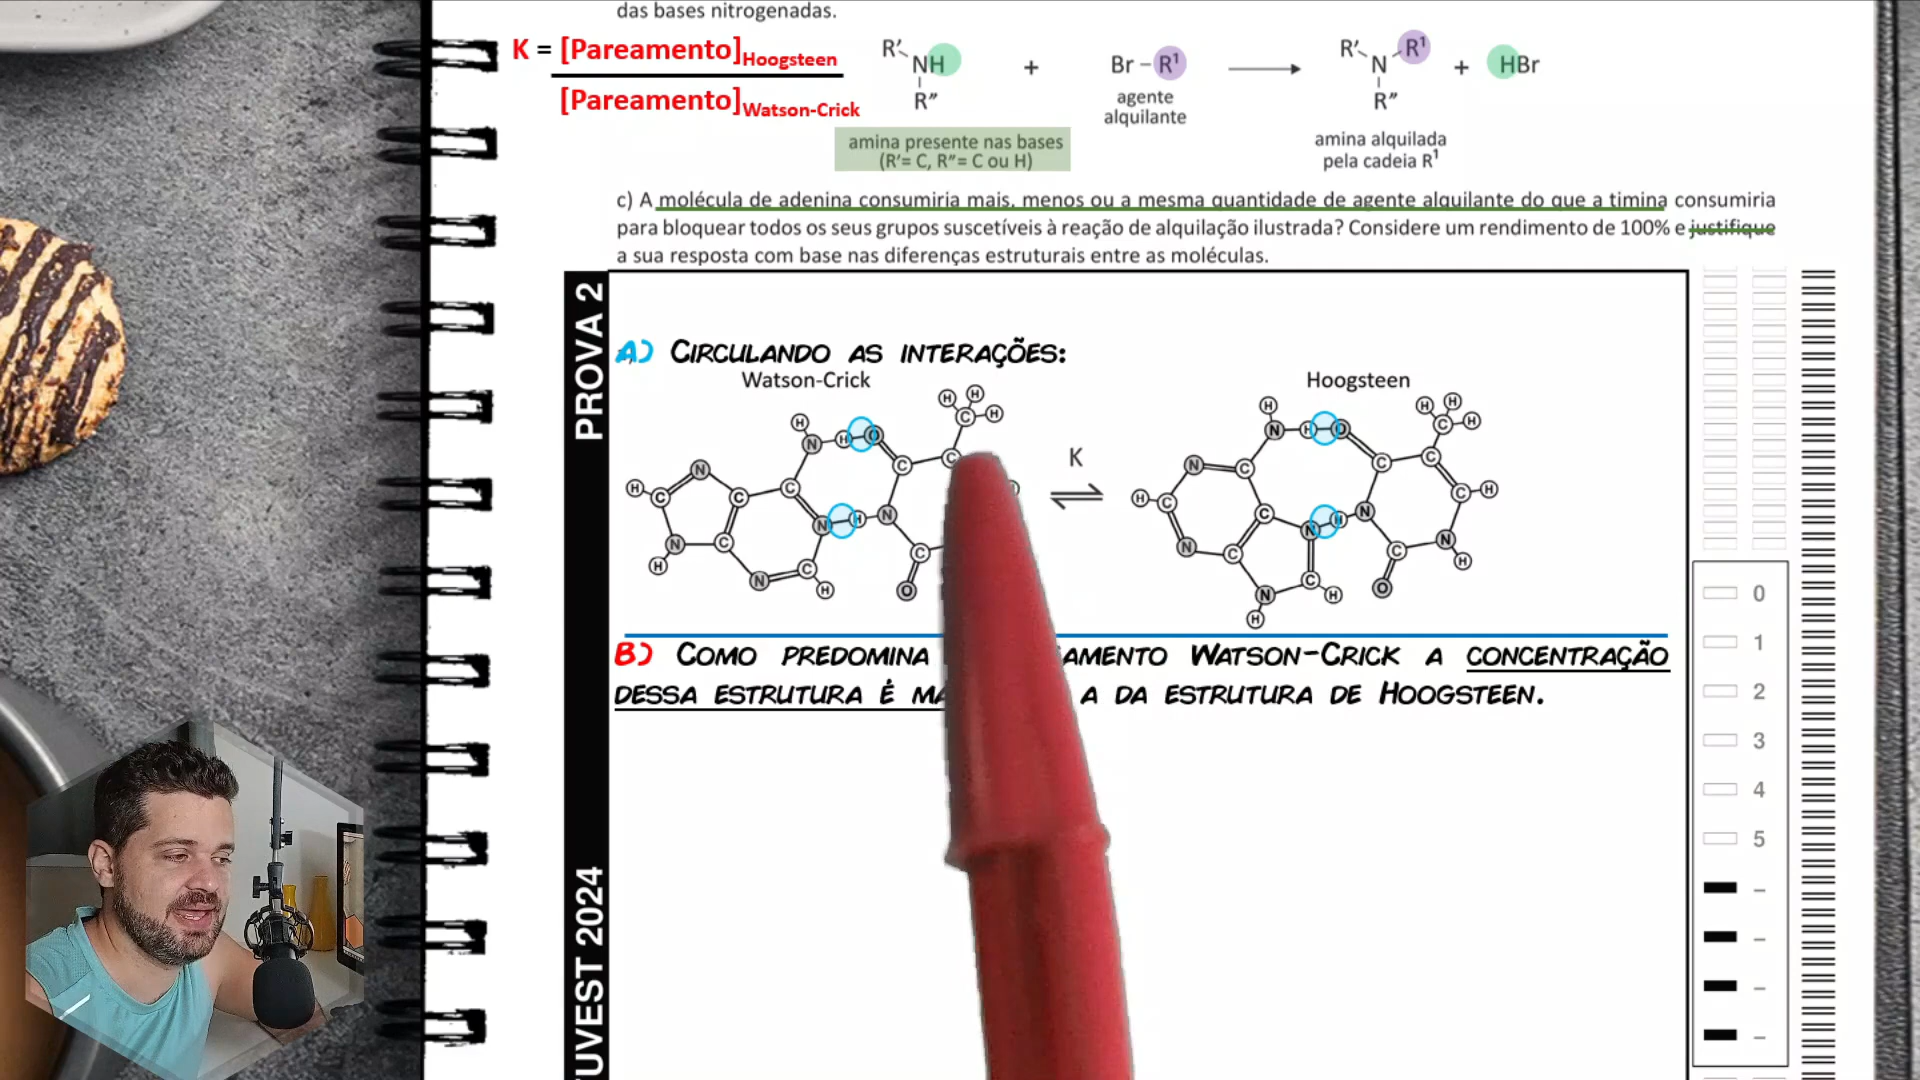 das bases nitrogenadas.
K = [Pareamento]Hoogsteen
[Pareamento]Watson-Crick
R' NH R"
+
Br – R¹
agente
alquilante
R' N R¹ R"
+ HBr
amina presente nas bases
(R'= C, R"= C ou H)
amina alquilada
pela cadeia R¹
c) A molécula de adenina consumiria mais, menos ou a mesma quantidade de agente alquilante do que a timina consumiria
para bloquear todos os seus grupos suscetíveis à reação de alquilação ilustrada? Considere um rendimento de 100% e justifique
a sua resposta com base nas diferenças estruturais entre as moléculas.
PROVA 2
A) CIRCULANDO AS INTERAÇÕES:
Watson-Crick
Hoogsteen
K
B) COMO PREDOMINA AMENTO WATSON-CRICK A CONCENTRAÇÃO
DESSA ESTRUTURA É A DA ESTRUTURA DE HOOGSTEEN.
UVEST 2024
0
1
2
3
4
5
–
–
–
–